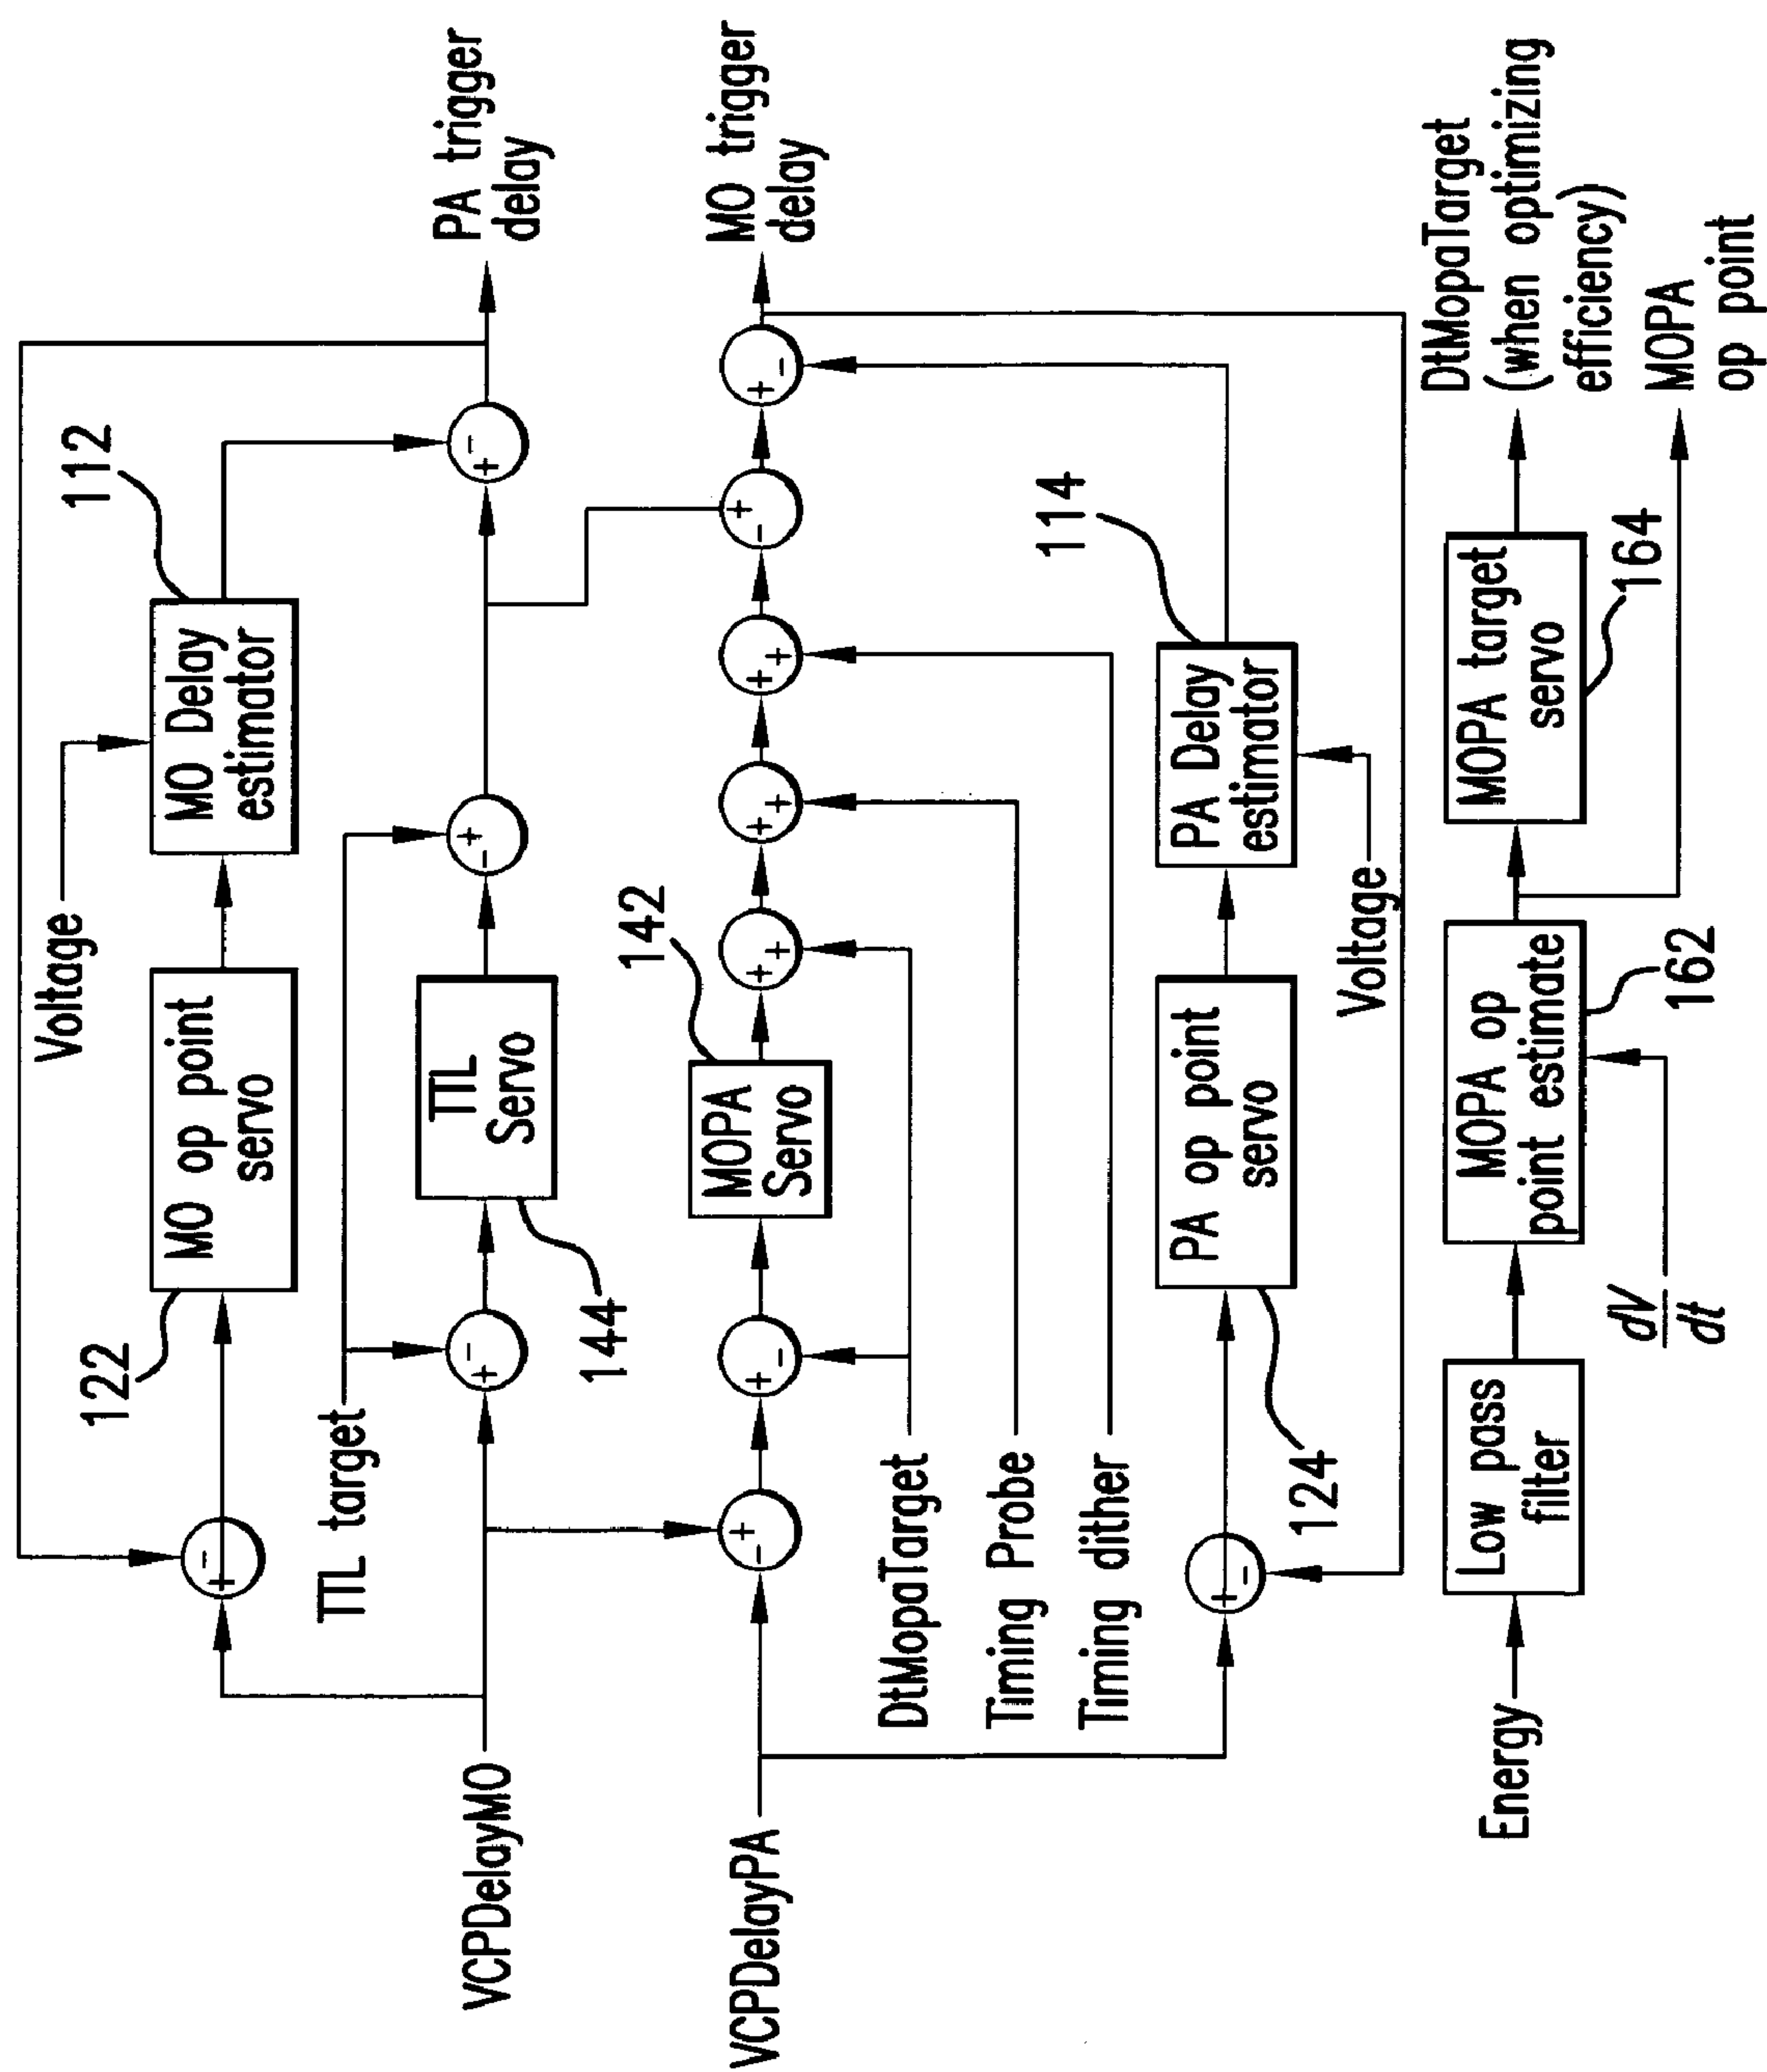 Voltage
112
MO op point
servo
122
MO Delay
estimator
TTL target
PA trigger
delay
VCPDelayMO
TTL
Servo
144
142
MO trigger
delay
VCPDelayPA
MOPA
Servo
DtMopaTarget
Timing Probe
Timing dither
114
PA op point
servo
124
PA Delay
estimator
Voltage
Energy
Low pass
filter
MOPA op
point estimate
162
dV
dt
MOPA target
servo
164
DtMopaTarget
(when optimizing
efficiency)
MOPA
op point
+
-
-
+
+
-
-
+
+
-
+
-
+
-
+
+
+
+
+
+
+
-
+
-
+
-